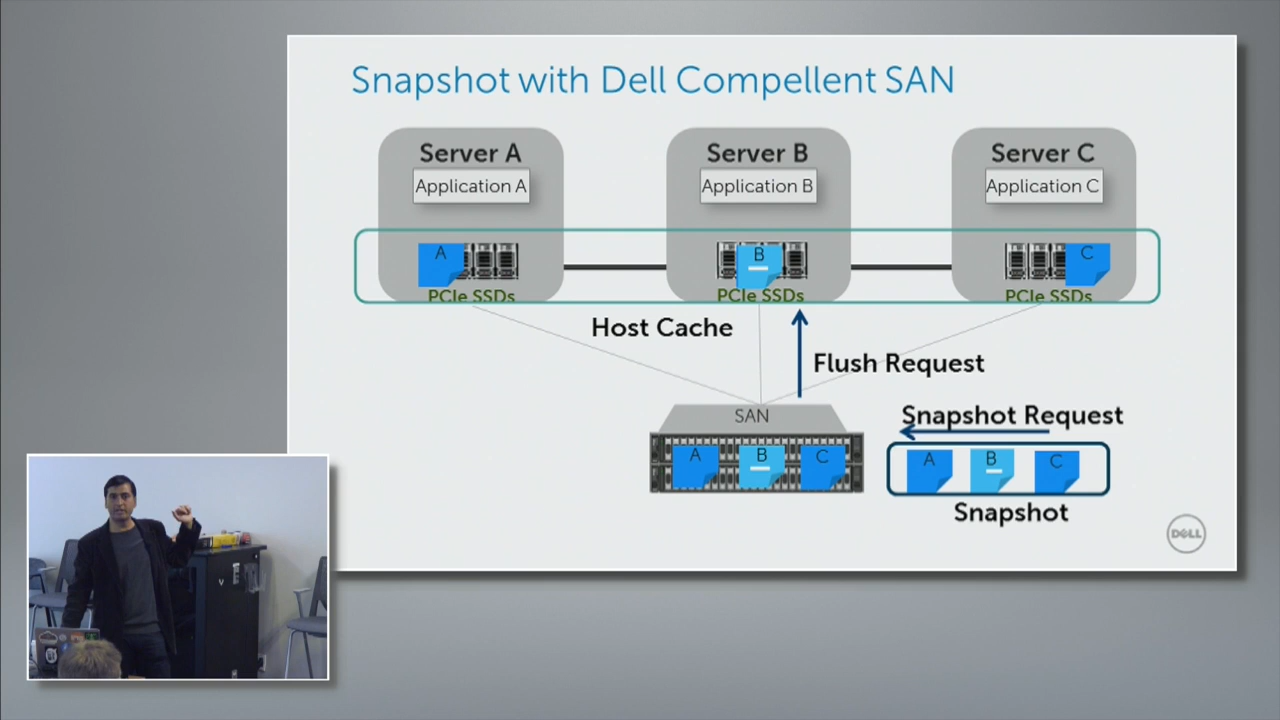 Snapshot with Dell Compellent SAN
Server A
Server B
Server C
Application A
Application B
Application C
A
B
C
PCIe SSDs
PCIe SSDs
PCIe SSDs
Host Cache
Flush Request
SAN
Snapshot Request
A
B
C
A
B
C
Snapshot
DELL
V